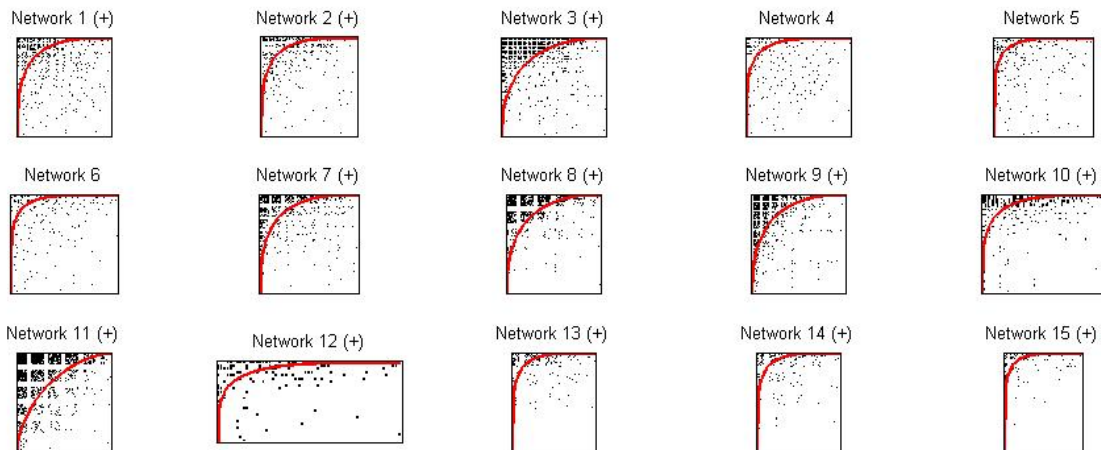 Network 1 (+)
Network 2 (+)
Network 3 (+)
Network 4
Network 5
Network 6
Network 7 (+)
Network 8 (+)
Network 9 (+)
Network 10 (+)
Network 11 (+)
Network 12 (+)
Network 13 (+)
Network 14 (+)
Network 15 (+)